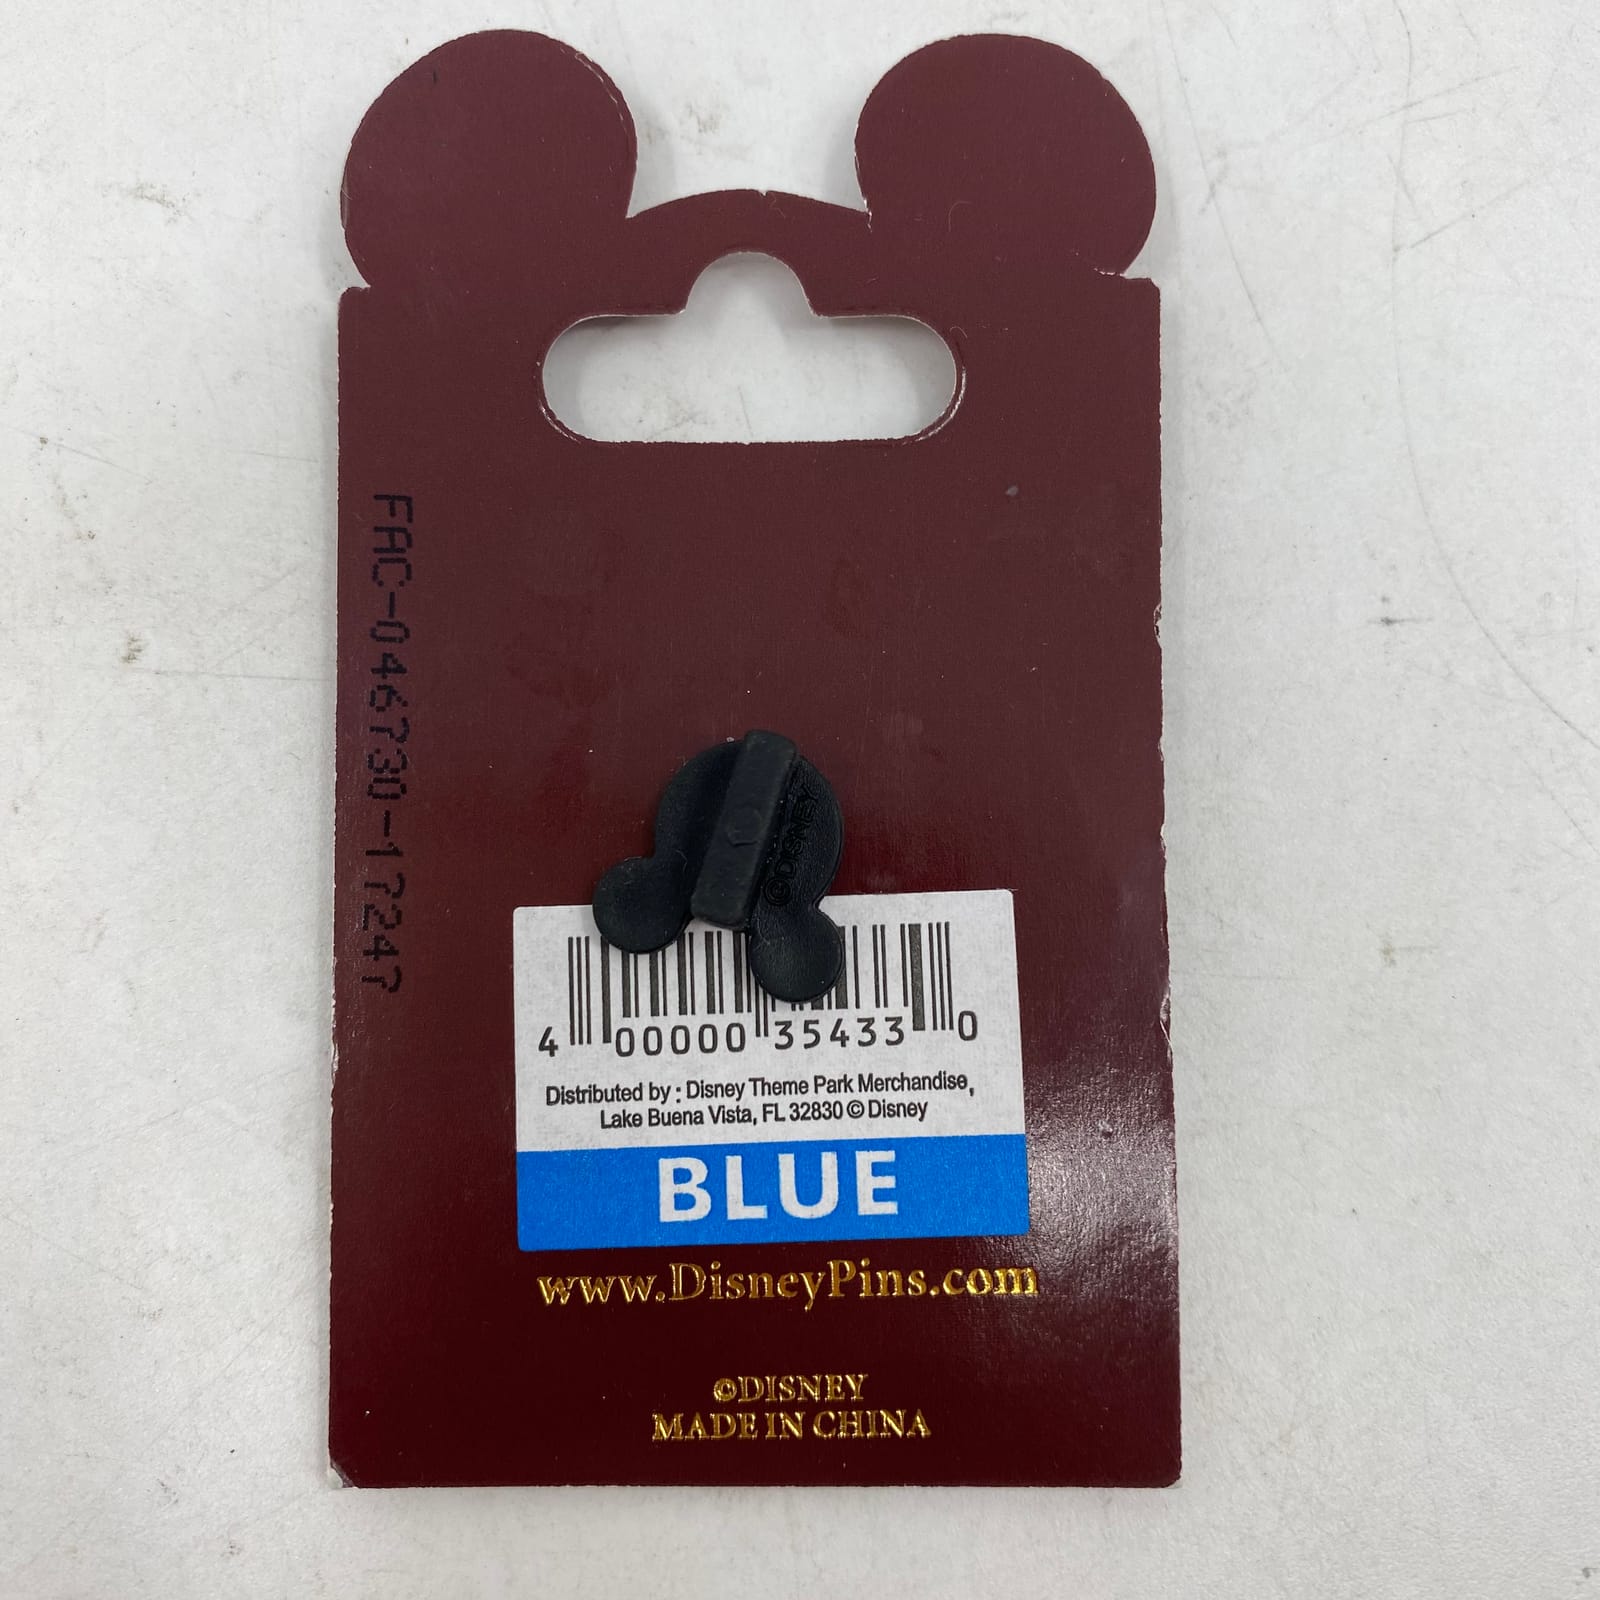 FAC-046730-17247
©DISNEY
4 00000 35433 0
Distributed by : Disney Theme Park Merchandise,
Lake Buena Vista, FL 32830 © Disney
BLUE
www.DisneyPins.com
©DISNEY
MADE IN CHINA